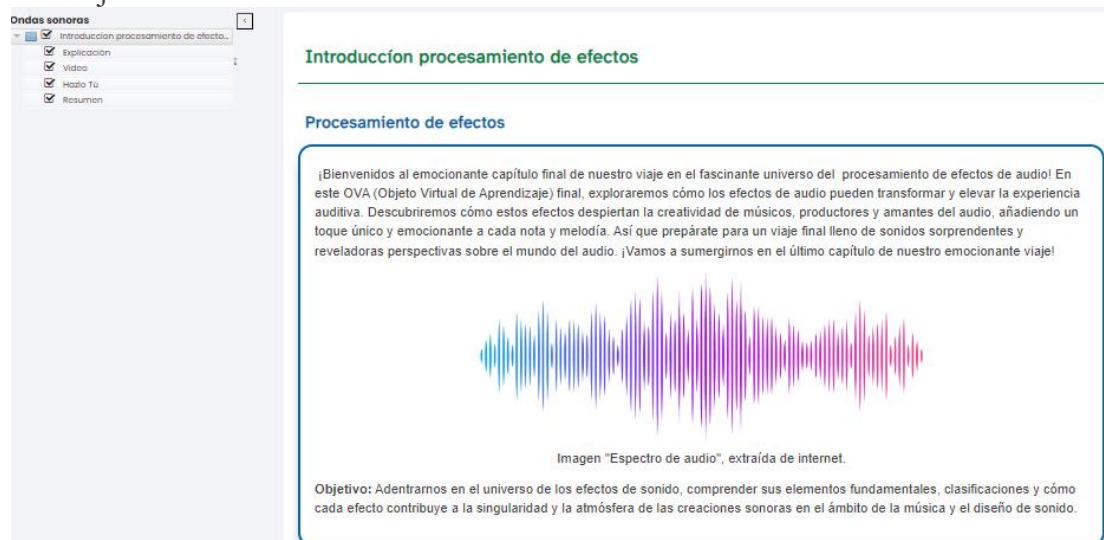 Ondas sonoras
Introduccion procesamiento de efecto...
Explicación
Video
Hazlo Tú
Resumen
Introduccíon procesamiento de efectos
Procesamiento de efectos
¡Bienvenidos al emocionante capítulo final de nuestro viaje en el fascinante universo del procesamiento de efectos de audio! En
este OVA (Objeto Virtual de Aprendizaje) final, exploraremos cómo los efectos de audio pueden transformar y elevar la experiencia
auditiva. Descubriremos cómo estos efectos despiertan la creatividad de músicos, productores y amantes del audio, añadiendo un
toque único y emocionante a cada nota y melodía. Así que prepárate para un viaje final lleno de sonidos sorprendentes y
reveladoras perspectivas sobre el mundo del audio. ¡Vamos a sumergirnos en el último capítulo de nuestro emocionante viaje!
Imagen "Espectro de audio", extraída de internet.
Objetivo: Adentrarnos en el universo de los efectos de sonido, comprender sus elementos fundamentales, clasificaciones y cómo
cada efecto contribuye a la singularidad y la atmósfera de las creaciones sonoras en el ámbito de la música y el diseño de sonido.